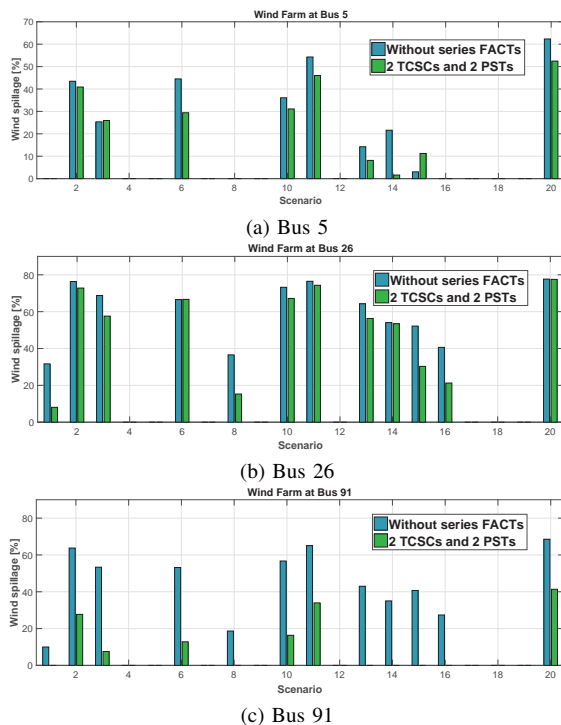 Wind Farm at Bus 5
70
60
50
40
30
20
10
0
Wind spillage [%]
Without series FACTs
2 TCSCs and 2 PSTs
2 4 6 8 10 12 14 16 18 20
Scenario
(a) Bus 5
Wind Farm at Bus 26
80
60
40
20
0
Wind spillage [%]
Without series FACTs
2 TCSCs and 2 PSTs
2 4 6 8 10 12 14 16 18 20
Scenario
(b) Bus 26
Wind Farm at Bus 91
80
60
40
20
0
Wind spillage [%]
Without series FACTs
2 TCSCs and 2 PSTs
2 4 6 8 10 12 14 16 18 20
Scenario
(c) Bus 91